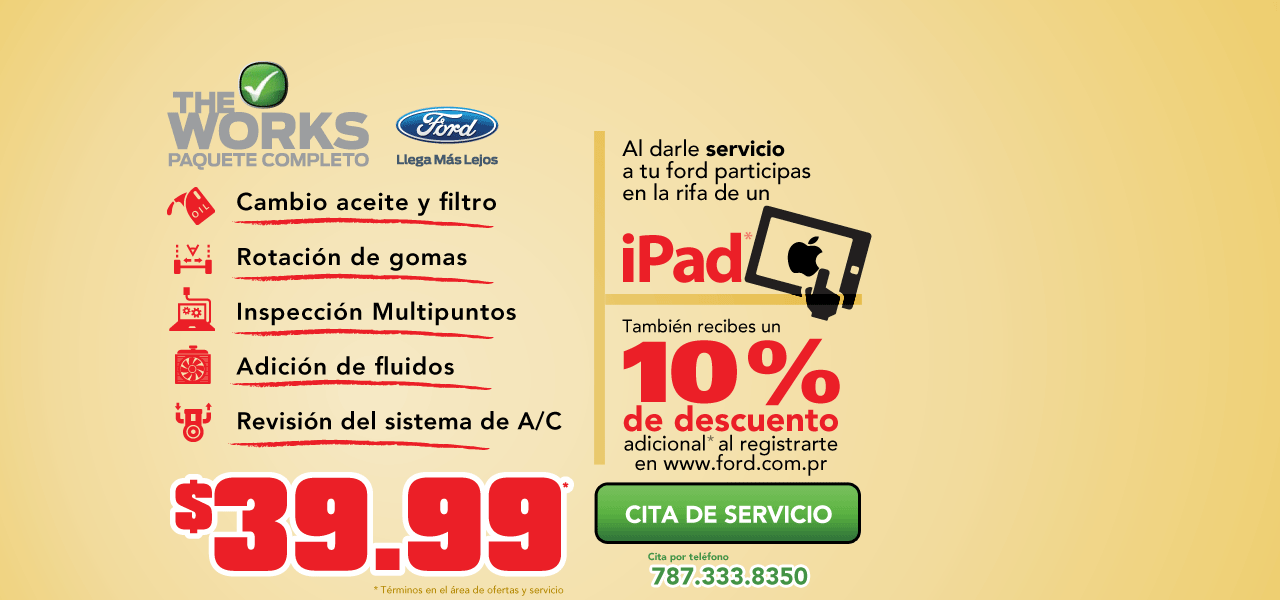 THE
WORKS
PAQUETE COMPLETO
Ford
Llega Más Lejos
OIL
Cambio aceite y filtro
Rotación de gomas
Inspección Multipuntos
Adición de fluidos
Revisión del sistema de A/C
$39.99*
* Términos en el área de ofertas y servicio
Al darle servicio
a tu ford participas
en la rifa de un
iPad*
También recibes un
10%
de descuento
adicional* al registrarte
en www.ford.com.pr
CITA DE SERVICIO
Cita por teléfono
787.333.8350